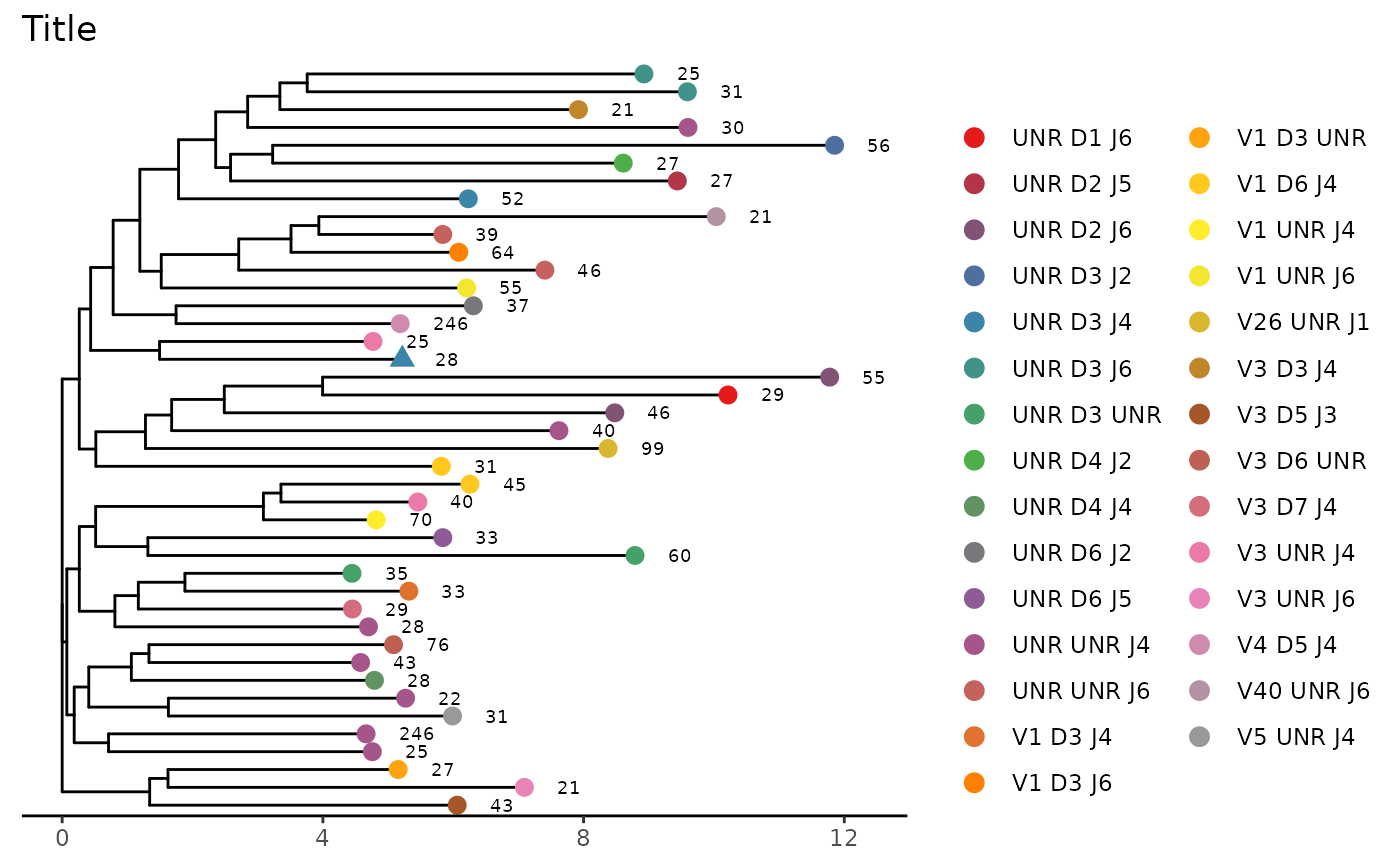 Title
25
31
21
30
56
27
27
52
21
39
64
46
55
37
246
25
28
55
29
46
40
99
31
45
40
70
33
60
35
33
29
28
76
43
28
22
31
246
25
27
21
43
0 4 8 12
UNR D1 J6
UNR D2 J5
UNR D2 J6
UNR D3 J2
UNR D3 J4
UNR D3 J6
UNR D3 UNR
UNR D4 J2
UNR D4 J4
UNR D6 J2
UNR D6 J5
UNR UNR J4
UNR UNR J6
V1 D3 J4
V1 D3 J6
V1 D3 UNR
V1 D6 J4
V1 UNR J4
V1 UNR J6
V26 UNR J1
V3 D3 J4
V3 D5 J3
V3 D6 UNR
V3 D7 J4
V3 UNR J4
V3 UNR J6
V4 D5 J4
V40 UNR J6
V5 UNR J4